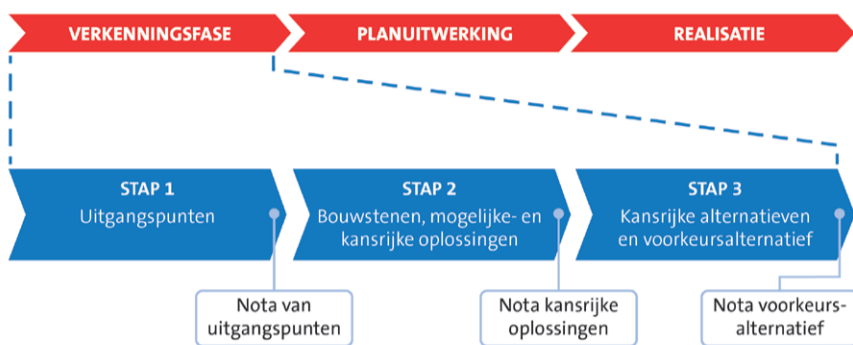 VERKENNINGSFASE
PLANUITWERKING
REALISATIE
STAP 1
Uitgangspunten
STAP 2
Bouwstenen, mogelijke- en
kansrijke oplossingen
STAP 3
Kansrijke alternatieven
en voorkeursalternatief
Nota van
uitgangspunten
Nota kansrijke
oplossingen
Nota voorkeurs-
alternatief